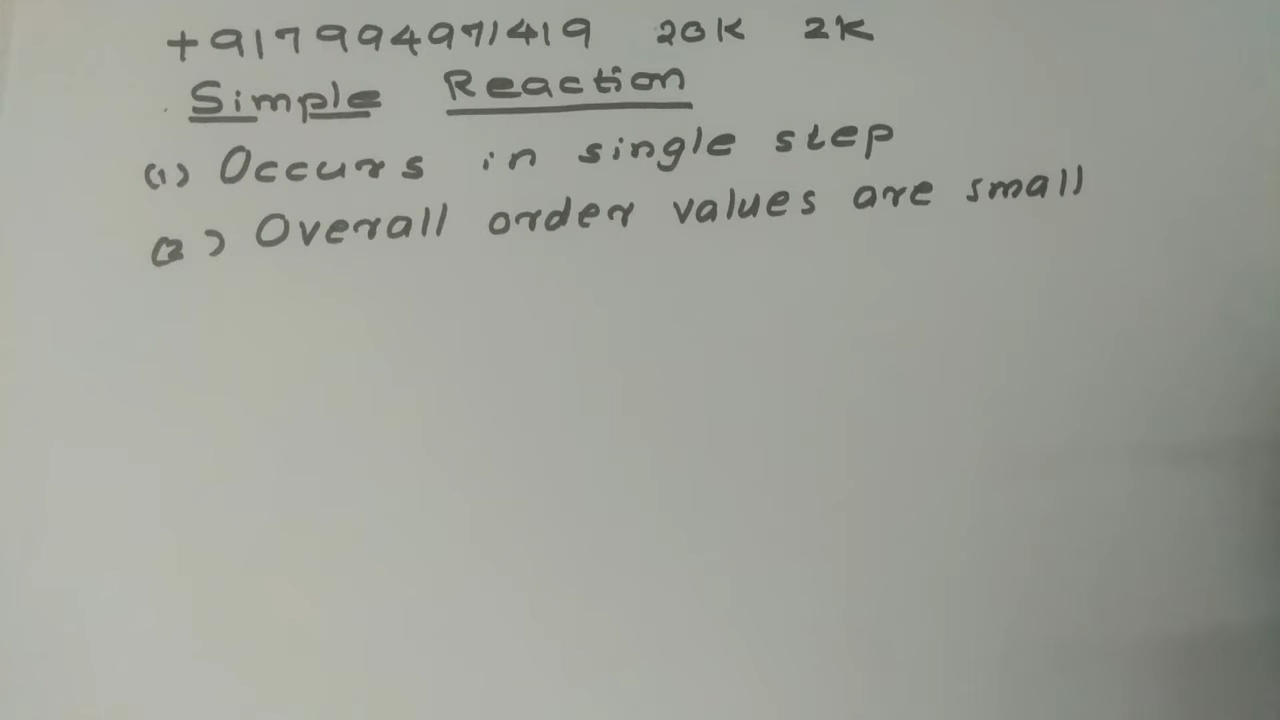 +917994971419 20K 2K
Simple Reaction
(1) Occurs in single step
(2) Overall order values are small